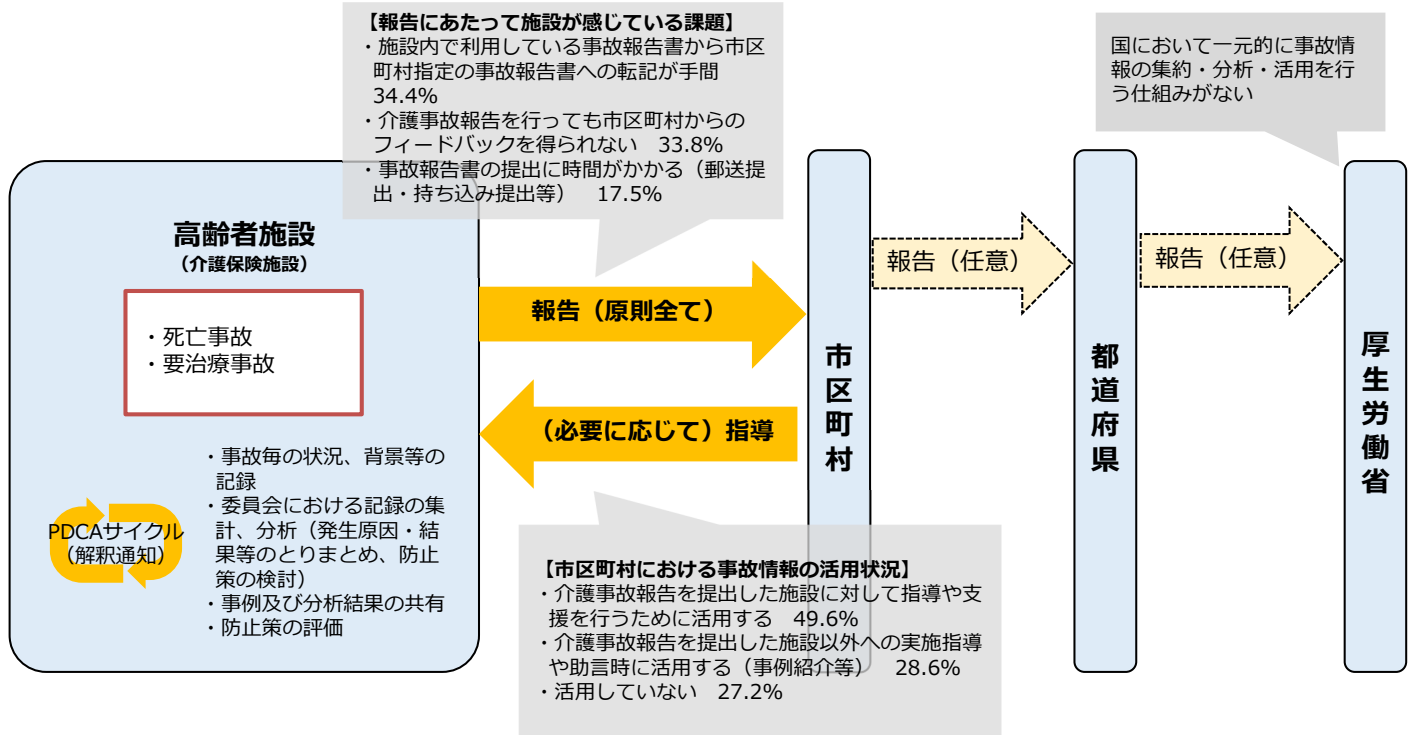 【報告にあたって施設が感じている課題】
・施設内で利用している事故報告書から市区
町村指定の事故報告書への転記が手間
34.4%
・介護事故報告を行っても市区町村からの
フィードバックを得られない　33.8%
・事故報告書の提出に時間がかかる（郵送提
出・持ち込み提出等）　17.5%
国において一元的に事故情
報の集約・分析・活用を行
う仕組みがない
高齢者施設
（介護保険施設）
・死亡事故
・要治療事故
PDCAサイクル
（解釈通知）
・事故毎の状況、背景等の
記録
・委員会における記録の集
計、分析（発生原因・結
果等のとりまとめ、防止
策の検討）
・事例及び分析結果の共有
・防止策の評価
報告（原則全て）
（必要に応じて）指導
市区町村
報告（任意）
都道府県
報告（任意）
厚生労働省
【市区町村における事故情報の活用状況】
・介護事故報告を提出した施設に対して指導や支
援を行うために活用する　49.6%
・介護事故報告を提出した施設以外への実施指導
や助言時に活用する（事例紹介等）　28.6%
・活用していない　27.2%